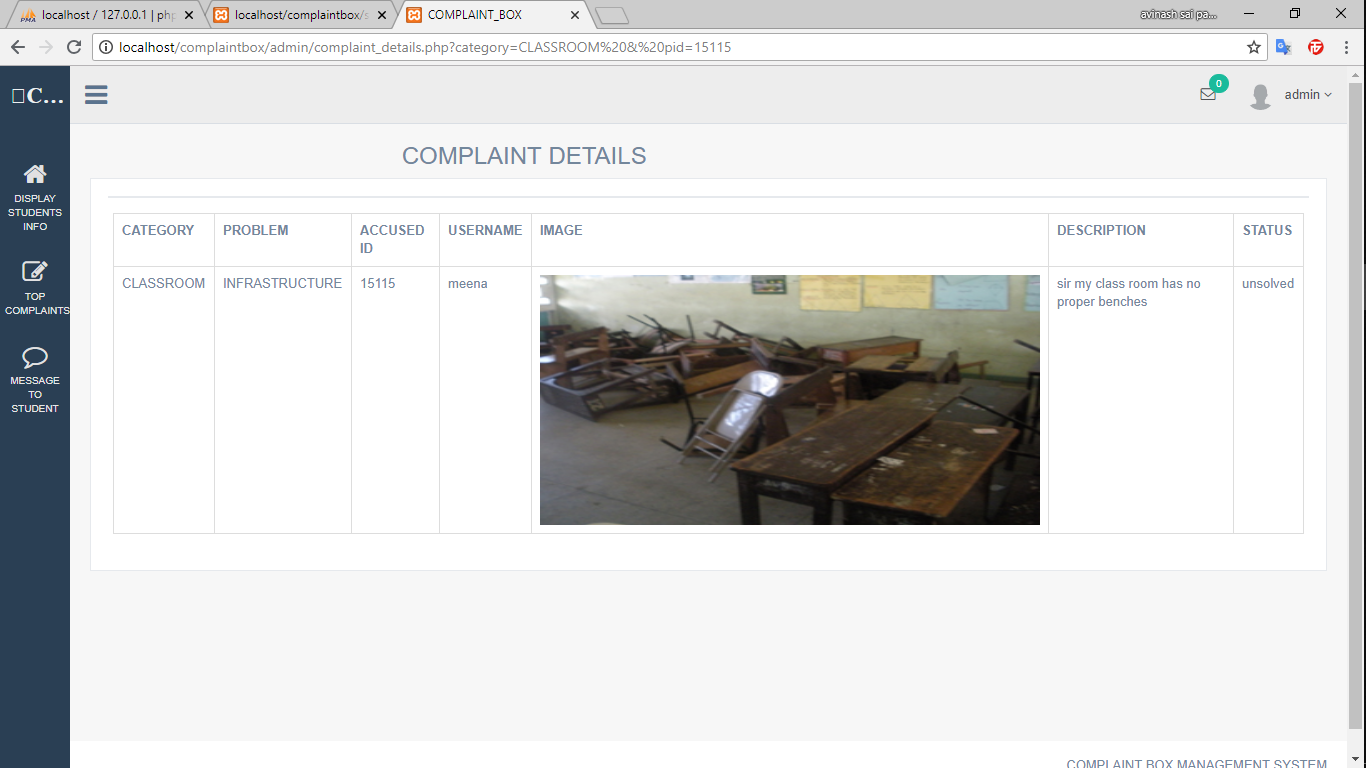 localhost / 127.0.0.1 | php
localhost/complaintbox/s
COMPLAINT_BOX
avinash sai pa...
localhost/complaintbox/admin/complaint_details.php?category=CLASSROOM%20&%20pid=15115
C...
0
admin
DISPLAY
STUDENTS
INFO
TOP
COMPLAINTS
MESSAGE
TO
STUDENT
COMPLAINT DETAILS
CATEGORY PROBLEM ACCUSED ID USERNAME IMAGE DESCRIPTION STATUS
CLASSROOM INFRASTRUCTURE 15115 meena sir my class room has no unsolved
proper benches
COMPLAINT BOX MANAGEMENT SYSTEM